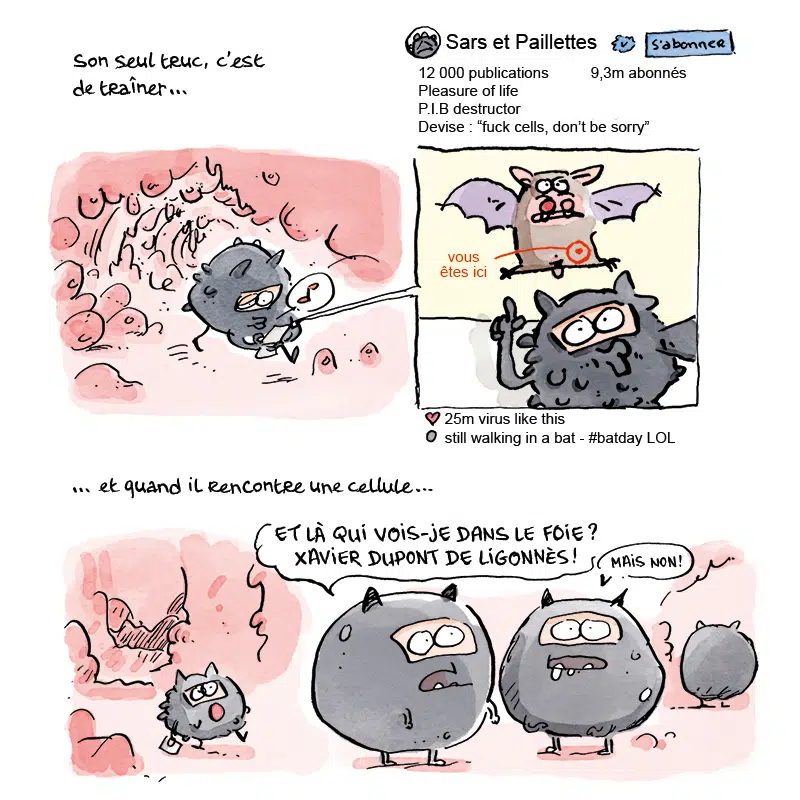 Son seul truc, c'est
de traîner...
Sars et Paillettes
s'abonner
12 000 publications 9,3m abonnés
Pleasure of life
P.I.B destructor
Devise : “fuck cells, don't be sorry”
vous
êtes ici
25m virus like this
still walking in a bat - #batday LOL
... et quand il rencontre une cellule...
ET LÀ QUI VOIS-JE DANS LE FOIE ?
XAVIER DUPONT DE LIGONNÈS !
MAIS NON !